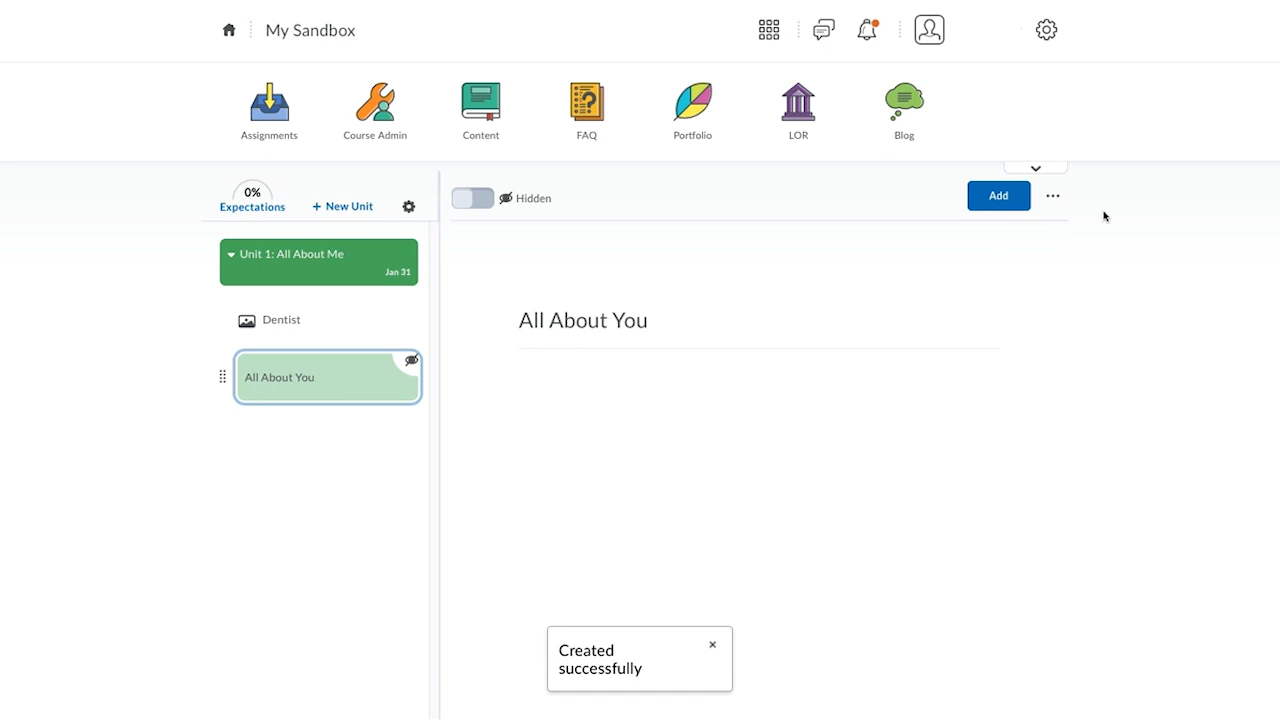 My Sandbox
Assignments
Course Admin
Content
FAQ
Portfolio
LOR
Blog
0%
Expectations
+ New Unit
Hidden
Add
Unit 1: All About Me
Jan 31
Dentist
All About You
All About You
Created
successfully